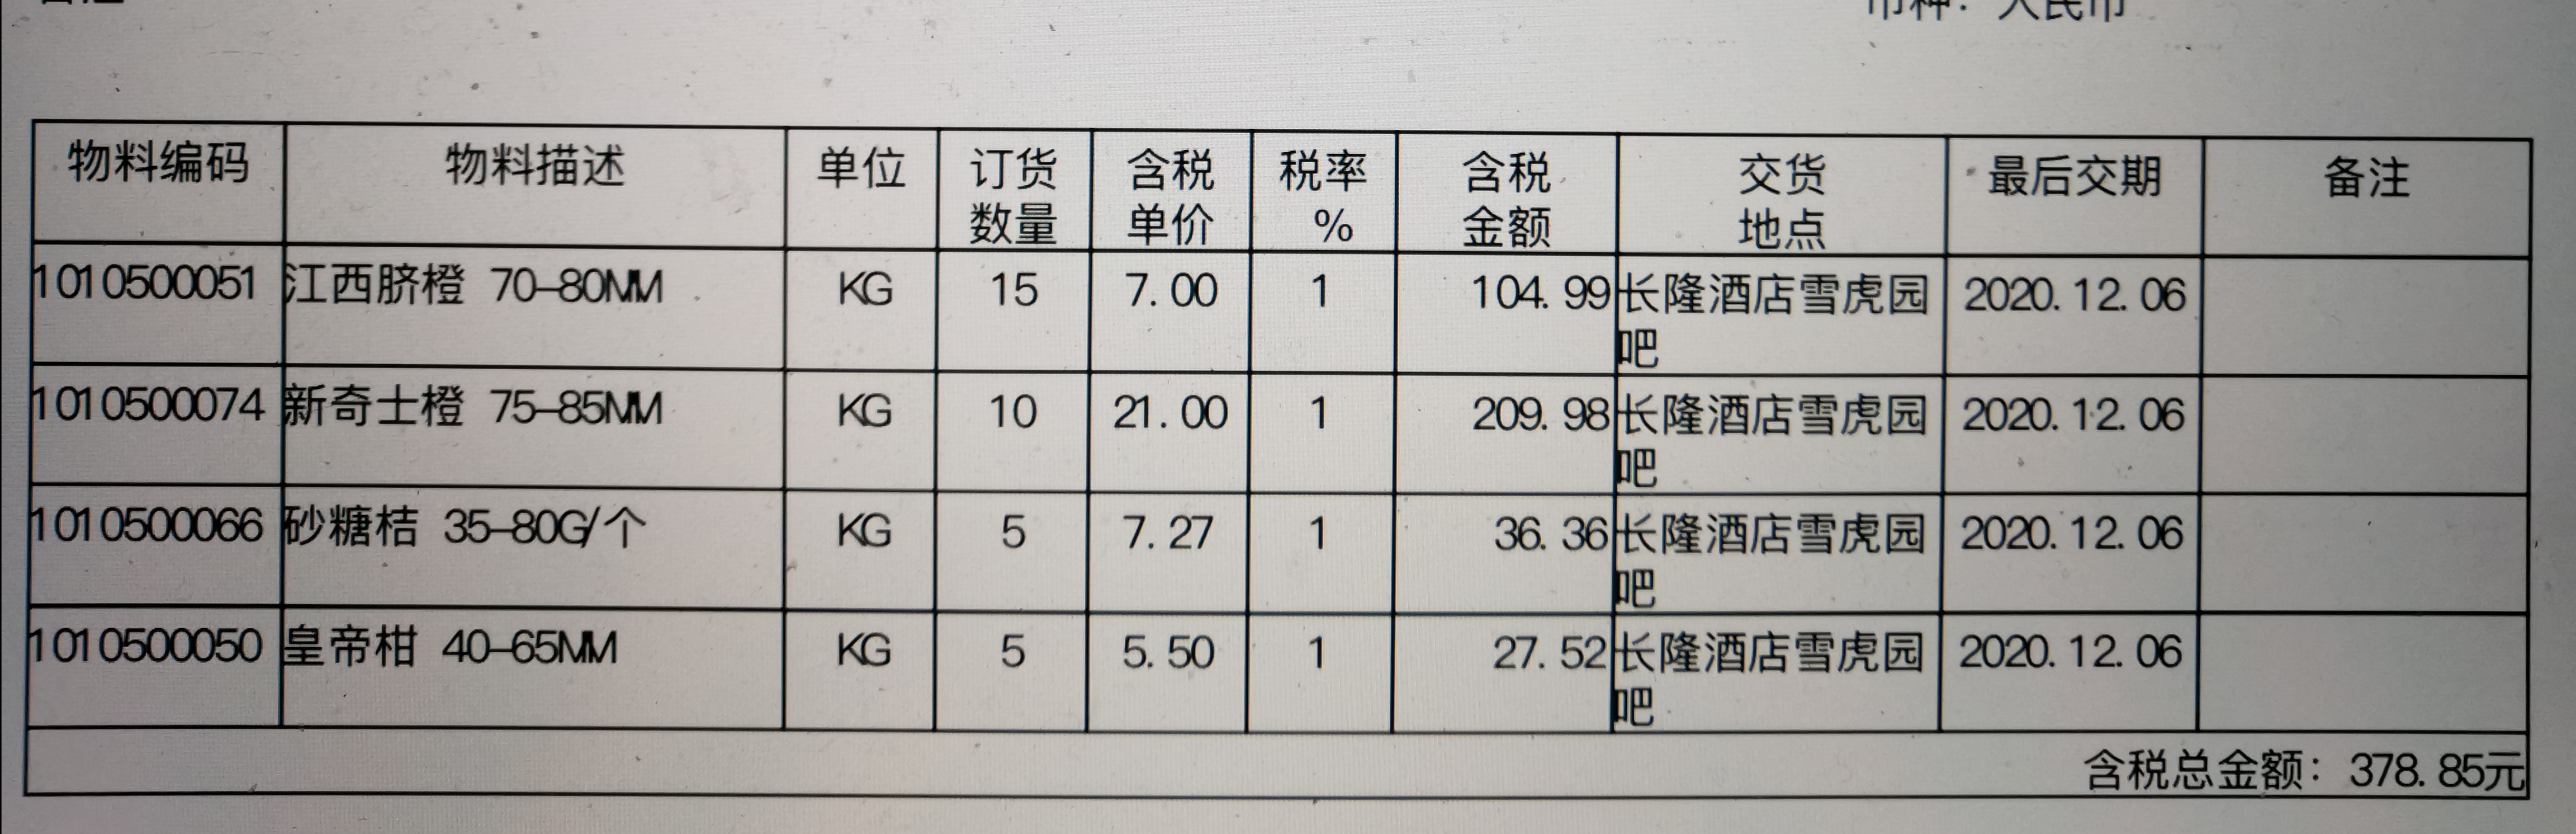 币种：人民币
物料编码 物料描述 单位 订货数量 含税单价 税率% 含税金额 交货地点 最后交期 备注
1010500051 江西脐橙 70-80MM KG 15 7.00 1 104.99 长隆酒店雪虎园吧 2020.12.06
1010500074 新奇士橙 75-85MM KG 10 21.00 1 209.98 长隆酒店雪虎园吧 2020.12.06
1010500066 砂糖桔 35-80G/个 KG 5 7.27 1 36.36 长隆酒店雪虎园吧 2020.12.06
1010500050 皇帝柑 40-65MM KG 5 5.50 1 27.52 长隆酒店雪虎园吧 2020.12.06
含税总金额：378.85元